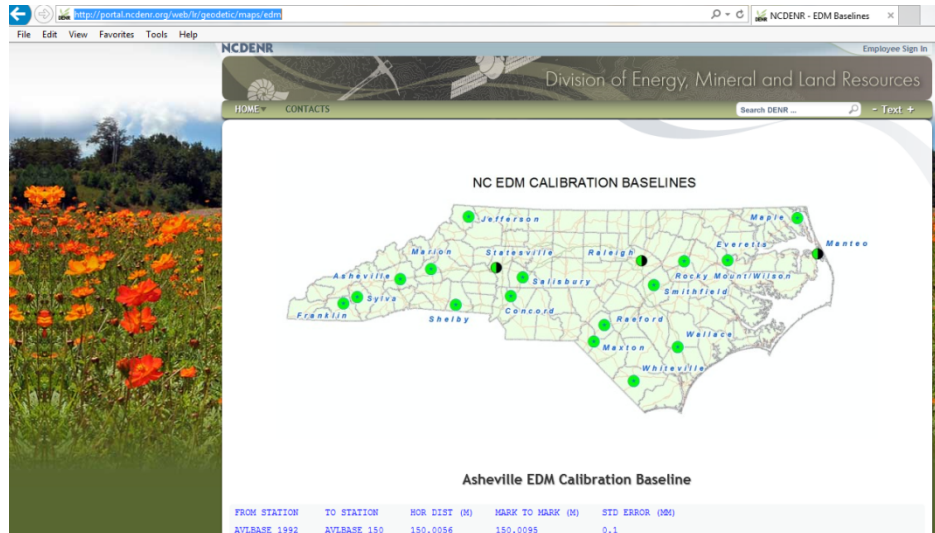 http://portal.ncdenr.org/web/lr/geodetic/maps/edm
NCDENR - EDM Baselines
File Edit View Favorites Tools Help
NCDENR
Employee Sign In
Division of Energy, Mineral and Land Resources
HOME CONTACTS
Search DENR ...
- Text +
NC EDM CALIBRATION BASELINES
Jefferson
Maple
Marion
Statesville
Raleigh
Everetts
Manteo
Asheville
Salisbury
Rocky Mount/Wilson
Sylva
Smithfield
Franklin
Shelby
Concord
Raeford
Wallace
Maxton
Whiteville
Asheville EDM Calibration Baseline
FROM STATION TO STATION HOR DIST (M) MARK TO MARK (M) STD ERROR (MM)
AVLBASE 1992 AVLBASE 150 150.0056 150.0095 0.1